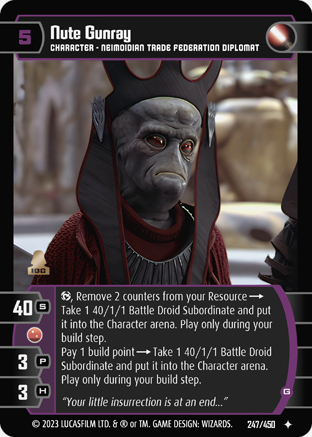 5 Nute Gunray
CHARACTER - NEIMOIDIAN TRADE FEDERATION DIPLOMAT
100
40 S
3 P
3 H
, Remove 2 counters from your Resource →
Take 1 40/1/1 Battle Droid Subordinate and put
it into the Character arena. Play only during your
build step.
Pay 1 build point → Take 1 40/1/1 Battle Droid
Subordinate and put it into the Character arena.
Play only during your build step.
G
"Your little insurrection is at an end..."
© 2023 LUCASFILM LTD. & ® or TM. GAME DESIGN: WIZARDS. 247/450